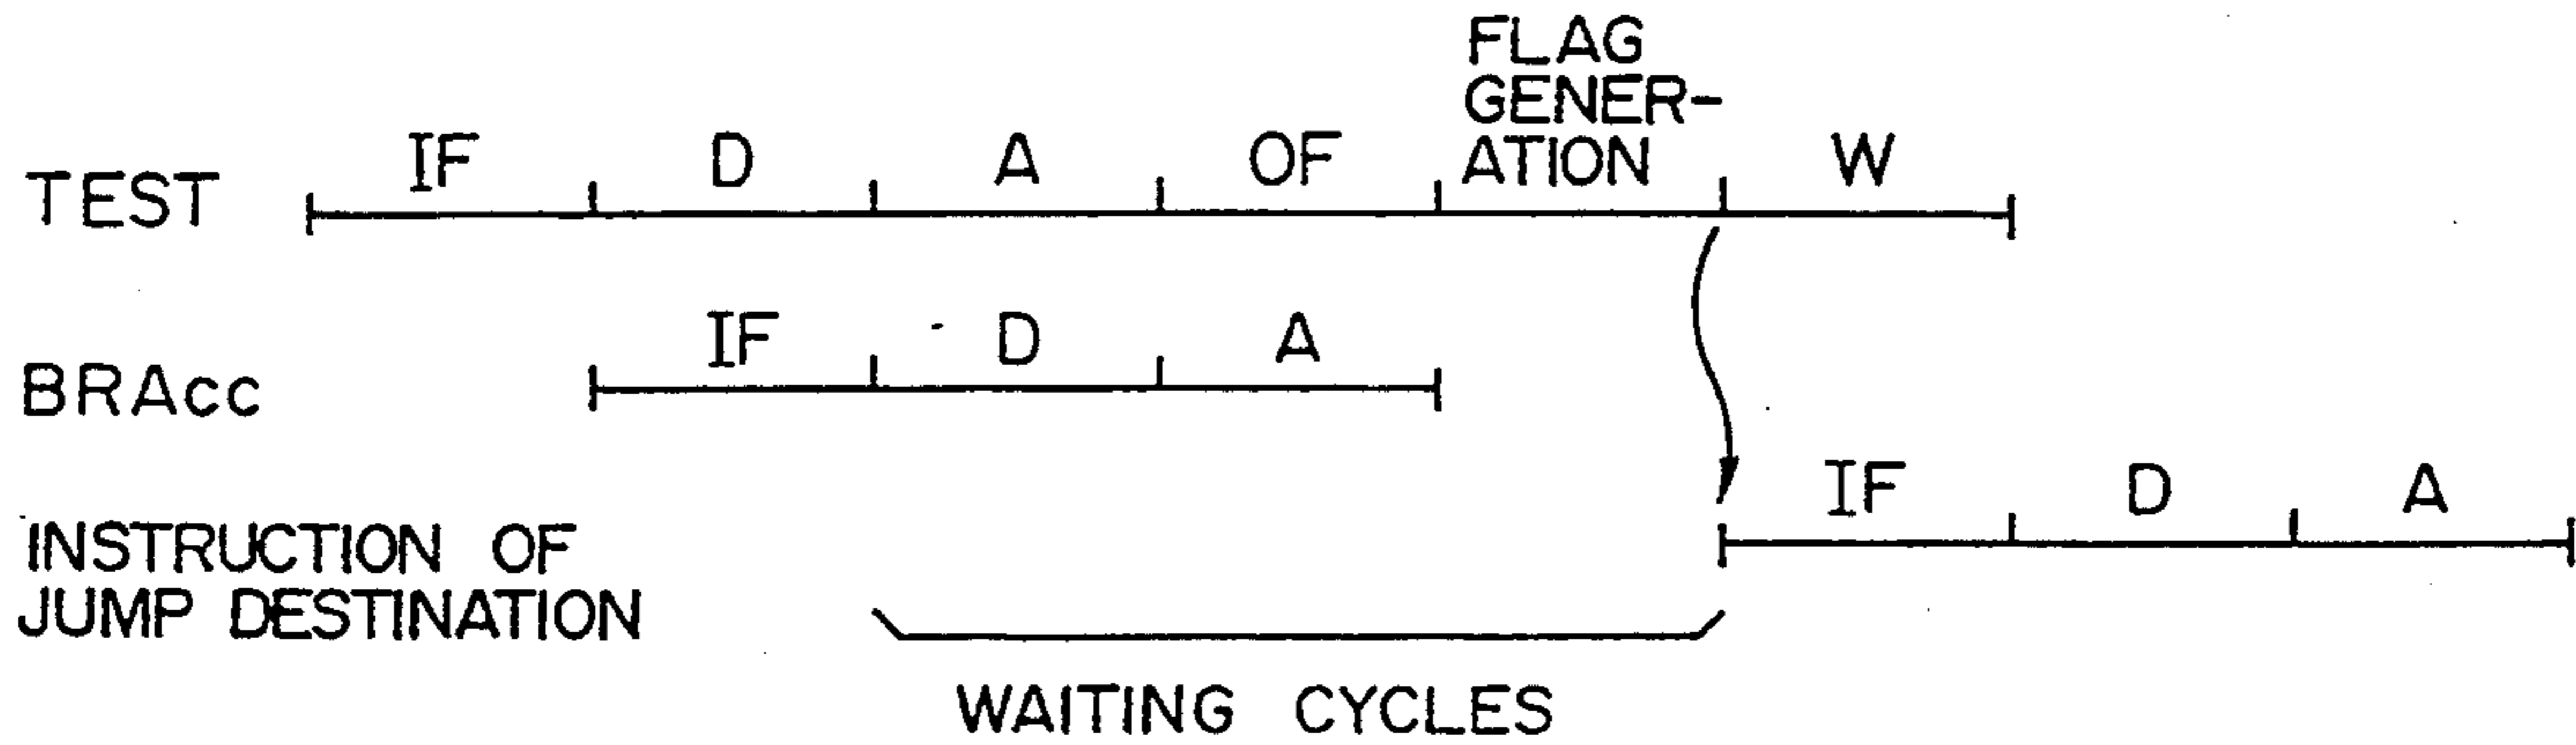 FLAG
GENER-
IF D A OF ATION W
TEST
IF D A
BRAcc
IF D A
INSTRUCTION OF
JUMP DESTINATION
WAITING CYCLES